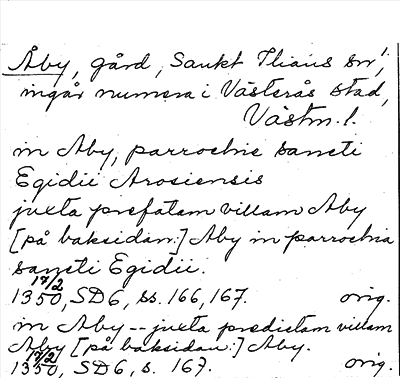 Åby, gård, Sankt Ilians sn,
ingår numera i Västerås stad,
Västm. l.
in Aby, parrochie sancti
Egidii Arosiensis
juxta prefatam villam Aby
[på baksidan:] Aby in parrochia
sancti Egidii.
17/2
1350, SD 6, ss. 166, 167. orig.
in Aby -- juxta predictam villam
Aby [på baksidan:] Aby.
17/2
1350, SD 6, s. 167. orig.